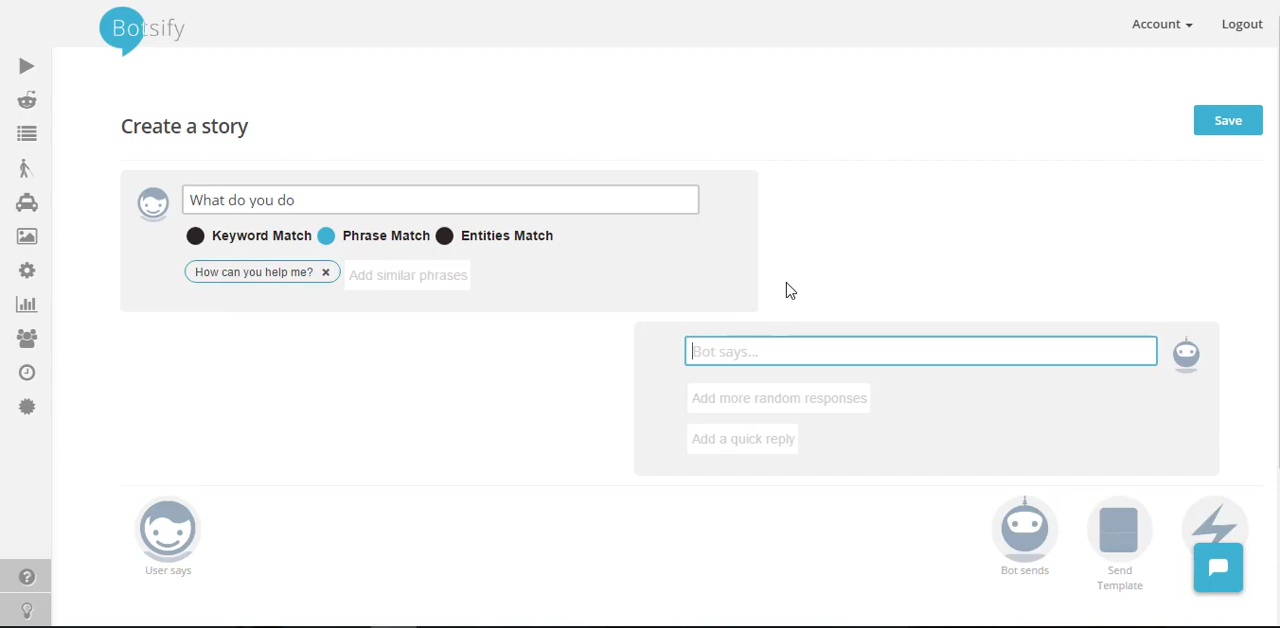 Botsify
Account
Logout
Create a story
Save
What do you do
Keyword Match
Phrase Match
Entities Match
How can you help me? ×
Add similar phrases
Bot says...
Add more random responses
Add a quick reply
User says
Bot sends
Send
Template